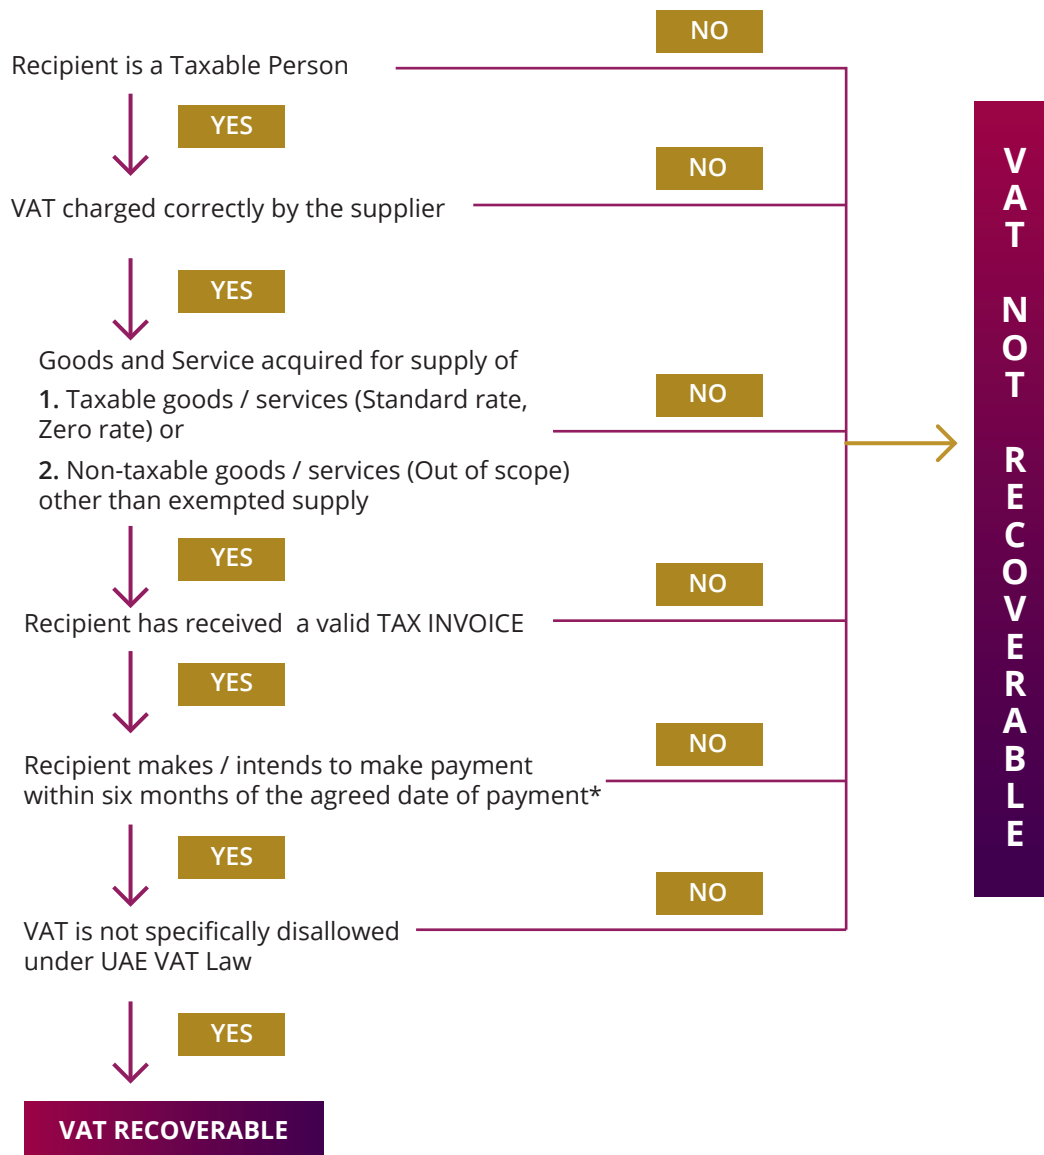 NO
Recipient is a Taxable Person
YES
NO
VAT charged correctly by the supplier
YES
Goods and Service acquired for supply of
1. Taxable goods / services (Standard rate,
Zero rate) or
NO
2. Non-taxable goods / services (Out of scope)
other than exempted supply
YES
NO
Recipient has received  a valid TAX INVOICE
YES
NO
Recipient makes / intends to make payment
within six months of the agreed date of payment*
YES
NO
VAT is not specifically disallowed
under UAE VAT Law
YES
VAT RECOVERABLE
VAT NOT RECOVERABLE